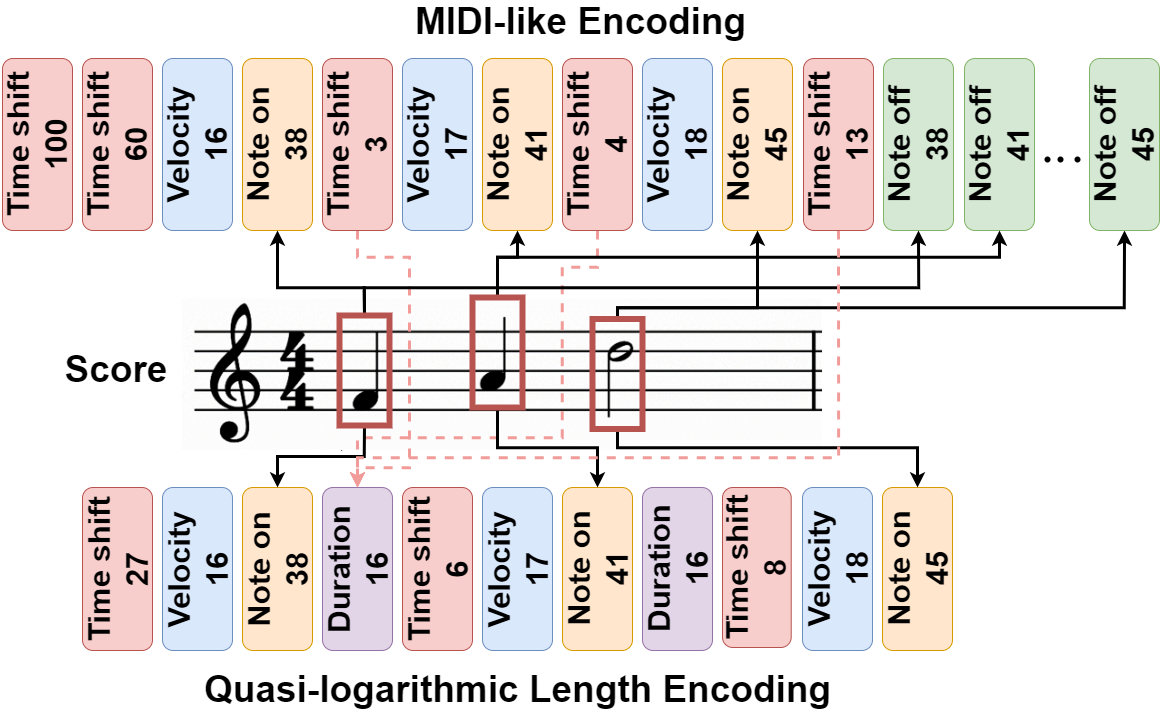 MIDI-like Encoding
Time shift
100
Time shift
60
Velocity
16
Note on
38
Time shift
3
Velocity
17
Note on
41
Time shift
4
Velocity
18
Note on
45
Time shift
13
Note off
38
Note off
41
...
Note off
45
Score
4
4
Time shift
27
Velocity
16
Note on
38
Duration
16
Time shift
6
Velocity
17
Note on
41
Duration
16
Time shift
8
Velocity
18
Note on
45
Quasi-logarithmic Length Encoding